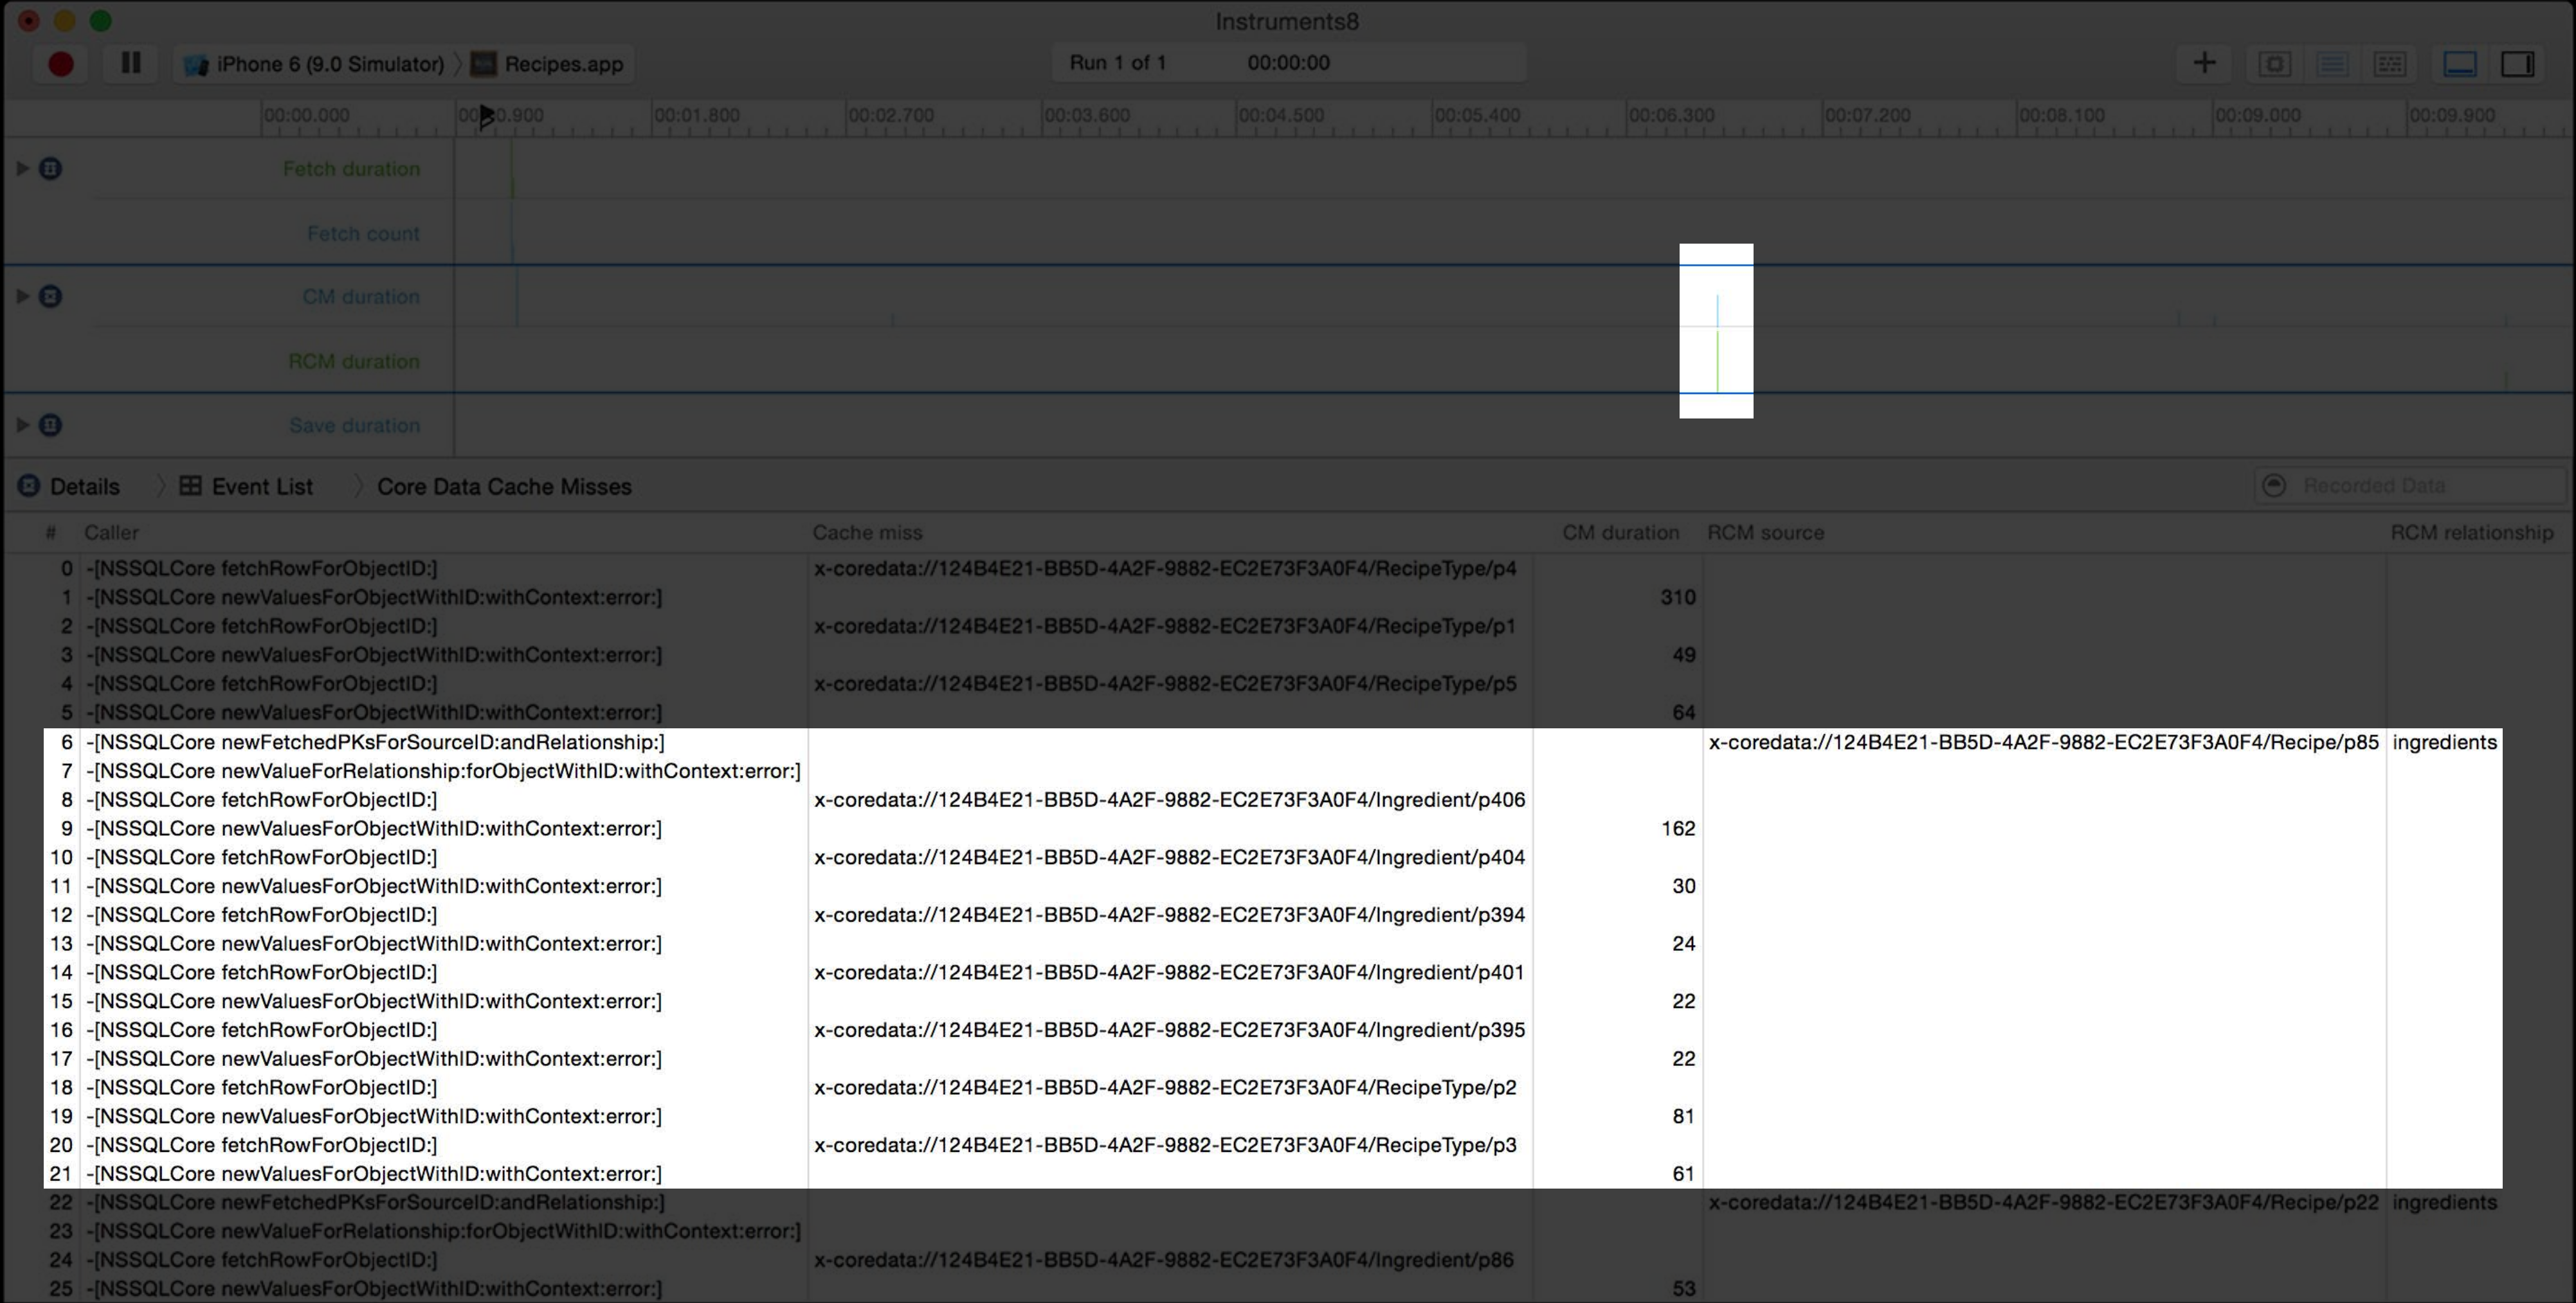 Instruments8
iPhone 6 (9.0 Simulator) Recipes.app Run 1 of 1 00:00:00
00:00.000 00:00.900 00:01.800 00:02.700 00:03.600 00:04.500 00:05.400 00:06.300 00:07.200 00:08.100 00:09.000 00:09.900
Fetch duration
Fetch count
CM duration
RCM duration
Save duration
Details Event List Core Data Cache Misses Recorded Data
# Caller Cache miss CM duration RCM source RCM relationship
0 -[NSSQLCore fetchRowForObjectID:] x-coredata://124B4E21-BB5D-4A2F-9882-EC2E73F3A0F4/RecipeType/p4
1 -[NSSQLCore newValuesForObjectWithID:withContext:error:] 310
2 -[NSSQLCore fetchRowForObjectID:] x-coredata://124B4E21-BB5D-4A2F-9882-EC2E73F3A0F4/RecipeType/p1
3 -[NSSQLCore newValuesForObjectWithID:withContext:error:] 49
4 -[NSSQLCore fetchRowForObjectID:] x-coredata://124B4E21-BB5D-4A2F-9882-EC2E73F3A0F4/RecipeType/p5
5 -[NSSQLCore newValuesForObjectWithID:withContext:error:] 64
6 -[NSSQLCore newFetchedPKsForSourceID:andRelationship:] x-coredata://124B4E21-BB5D-4A2F-9882-EC2E73F3A0F4/Recipe/p85 ingredients
7 -[NSSQLCore newValueForRelationship:forObjectWithID:withContext:error:]
8 -[NSSQLCore fetchRowForObjectID:] x-coredata://124B4E21-BB5D-4A2F-9882-EC2E73F3A0F4/Ingredient/p406
9 -[NSSQLCore newValuesForObjectWithID:withContext:error:] 162
10 -[NSSQLCore fetchRowForObjectID:] x-coredata://124B4E21-BB5D-4A2F-9882-EC2E73F3A0F4/Ingredient/p404
11 -[NSSQLCore newValuesForObjectWithID:withContext:error:] 30
12 -[NSSQLCore fetchRowForObjectID:] x-coredata://124B4E21-BB5D-4A2F-9882-EC2E73F3A0F4/Ingredient/p394
13 -[NSSQLCore newValuesForObjectWithID:withContext:error:] 24
14 -[NSSQLCore fetchRowForObjectID:] x-coredata://124B4E21-BB5D-4A2F-9882-EC2E73F3A0F4/Ingredient/p401
15 -[NSSQLCore newValuesForObjectWithID:withContext:error:] 22
16 -[NSSQLCore fetchRowForObjectID:] x-coredata://124B4E21-BB5D-4A2F-9882-EC2E73F3A0F4/Ingredient/p395
17 -[NSSQLCore newValuesForObjectWithID:withContext:error:] 22
18 -[NSSQLCore fetchRowForObjectID:] x-coredata://124B4E21-BB5D-4A2F-9882-EC2E73F3A0F4/RecipeType/p2
19 -[NSSQLCore newValuesForObjectWithID:withContext:error:] 81
20 -[NSSQLCore fetchRowForObjectID:] x-coredata://124B4E21-BB5D-4A2F-9882-EC2E73F3A0F4/RecipeType/p3
21 -[NSSQLCore newValuesForObjectWithID:withContext:error:] 61
22 -[NSSQLCore newFetchedPKsForSourceID:andRelationship:] x-coredata://124B4E21-BB5D-4A2F-9882-EC2E73F3A0F4/Recipe/p22 ingredients
23 -[NSSQLCore newValueForRelationship:forObjectWithID:withContext:error:]
24 -[NSSQLCore fetchRowForObjectID:] x-coredata://124B4E21-BB5D-4A2F-9882-EC2E73F3A0F4/Ingredient/p86
25 -[NSSQLCore newValuesForObjectWithID:withContext:error:] 53